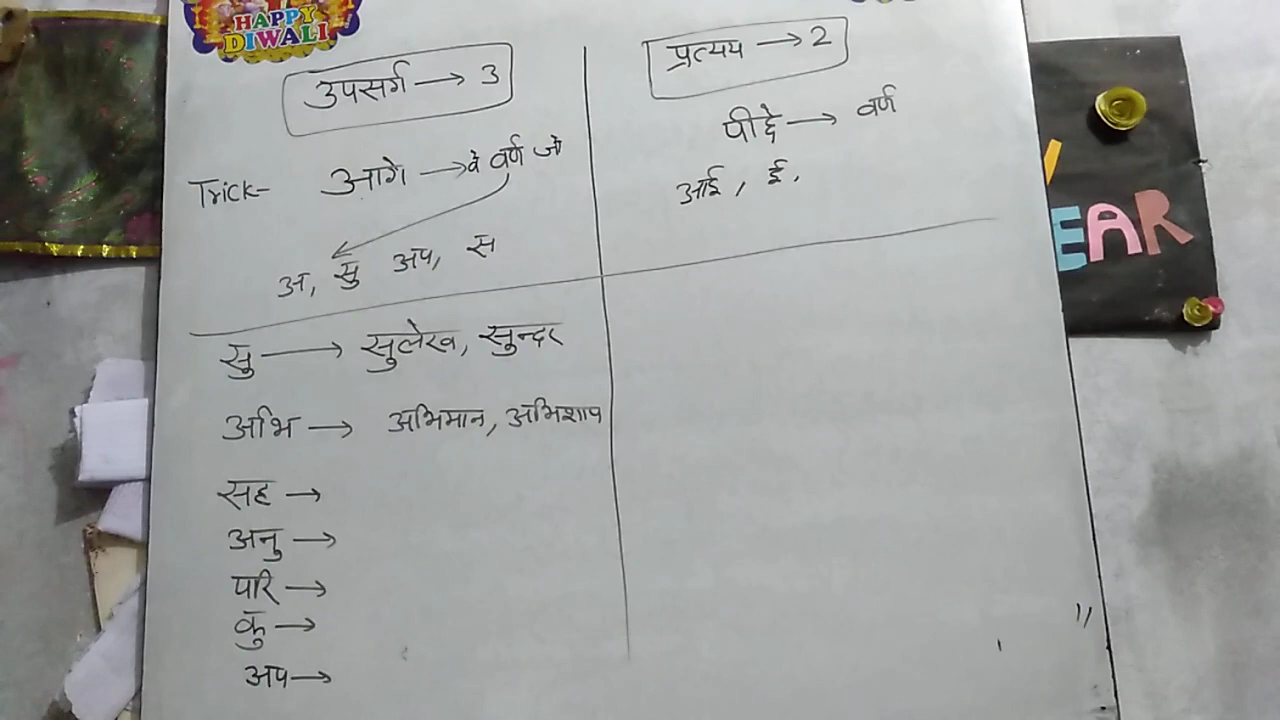 HAPPY
DIWALI
उपसर्ग → 3
Trick- आगे → वे वर्ण जो
अ, सु अप, स
सु → सुलेख, सुन्दर
अभि → अभिमान, अभिशाप
सह →
अनु →
परि →
कु →
अप →
प्रत्यय → 2
पीछे → वर्ण
आई, ई,
EAR